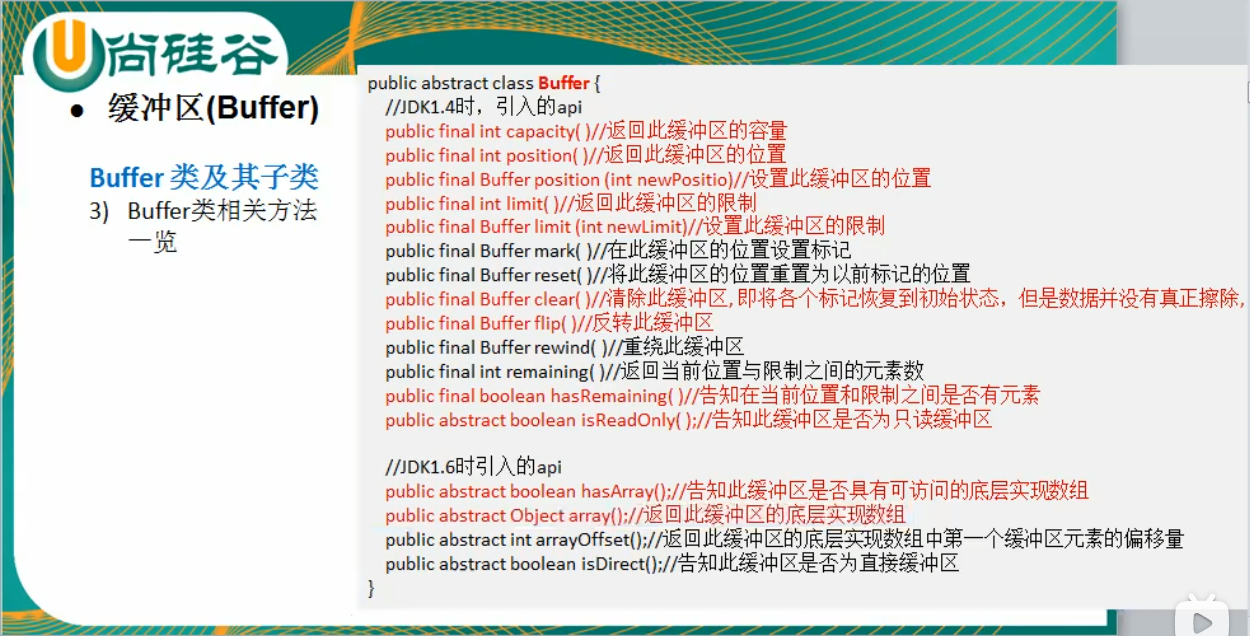 尚硅谷
• 缓冲区(Buffer)
Buffer 类及其子类
3) Buffer类相关方法
一览
public abstract class Buffer {
//JDK1.4时，引入的api
public final int capacity( )//返回此缓冲区的容量
public final int position( )//返回此缓冲区的位置
public final Buffer position (int newPositio)//设置此缓冲区的位置
public final int limit( )//返回此缓冲区的限制
public final Buffer limit (int newLimit)//设置此缓冲区的限制
public final Buffer mark( )//在此缓冲区的位置设置标记
public final Buffer reset( )//将此缓冲区的位置重置为以前标记的位置
public final Buffer clear( )//清除此缓冲区, 即将各个标记恢复到初始状态，但是数据并没有真正擦除,
public final Buffer flip( )//反转此缓冲区
public final Buffer rewind( )//重绕此缓冲区
public final int remaining( )//返回当前位置与限制之间的元素数
public final boolean hasRemaining( )//告知在当前位置和限制之间是否有元素
public abstract boolean isReadOnly( );//告知此缓冲区是否为只读缓冲区
//JDK1.6时引入的api
public abstract boolean hasArray();//告知此缓冲区是否具有可访问的底层实现数组
public abstract Object array();//返回此缓冲区的底层实现数组
public abstract int arrayOffset();//返回此缓冲区的底层实现数组中第一个缓冲区元素的偏移量
public abstract boolean isDirect();//告知此缓冲区是否为直接缓冲区
}